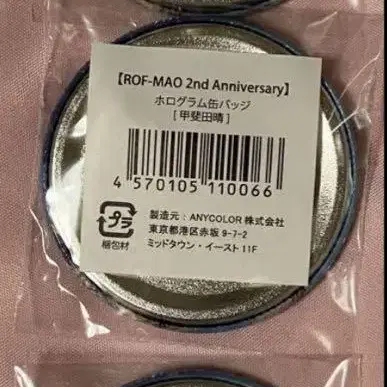 【ROF-MAO 2nd Anniversary】
ホログラム缶バッジ
[ 甲斐田晴 ]
4 570105 110066
プラ
梱包材
製造元：ANYCOLOR 株式会社
東京都港区赤坂 9-7-2
ミッドタウン・イースト 11F